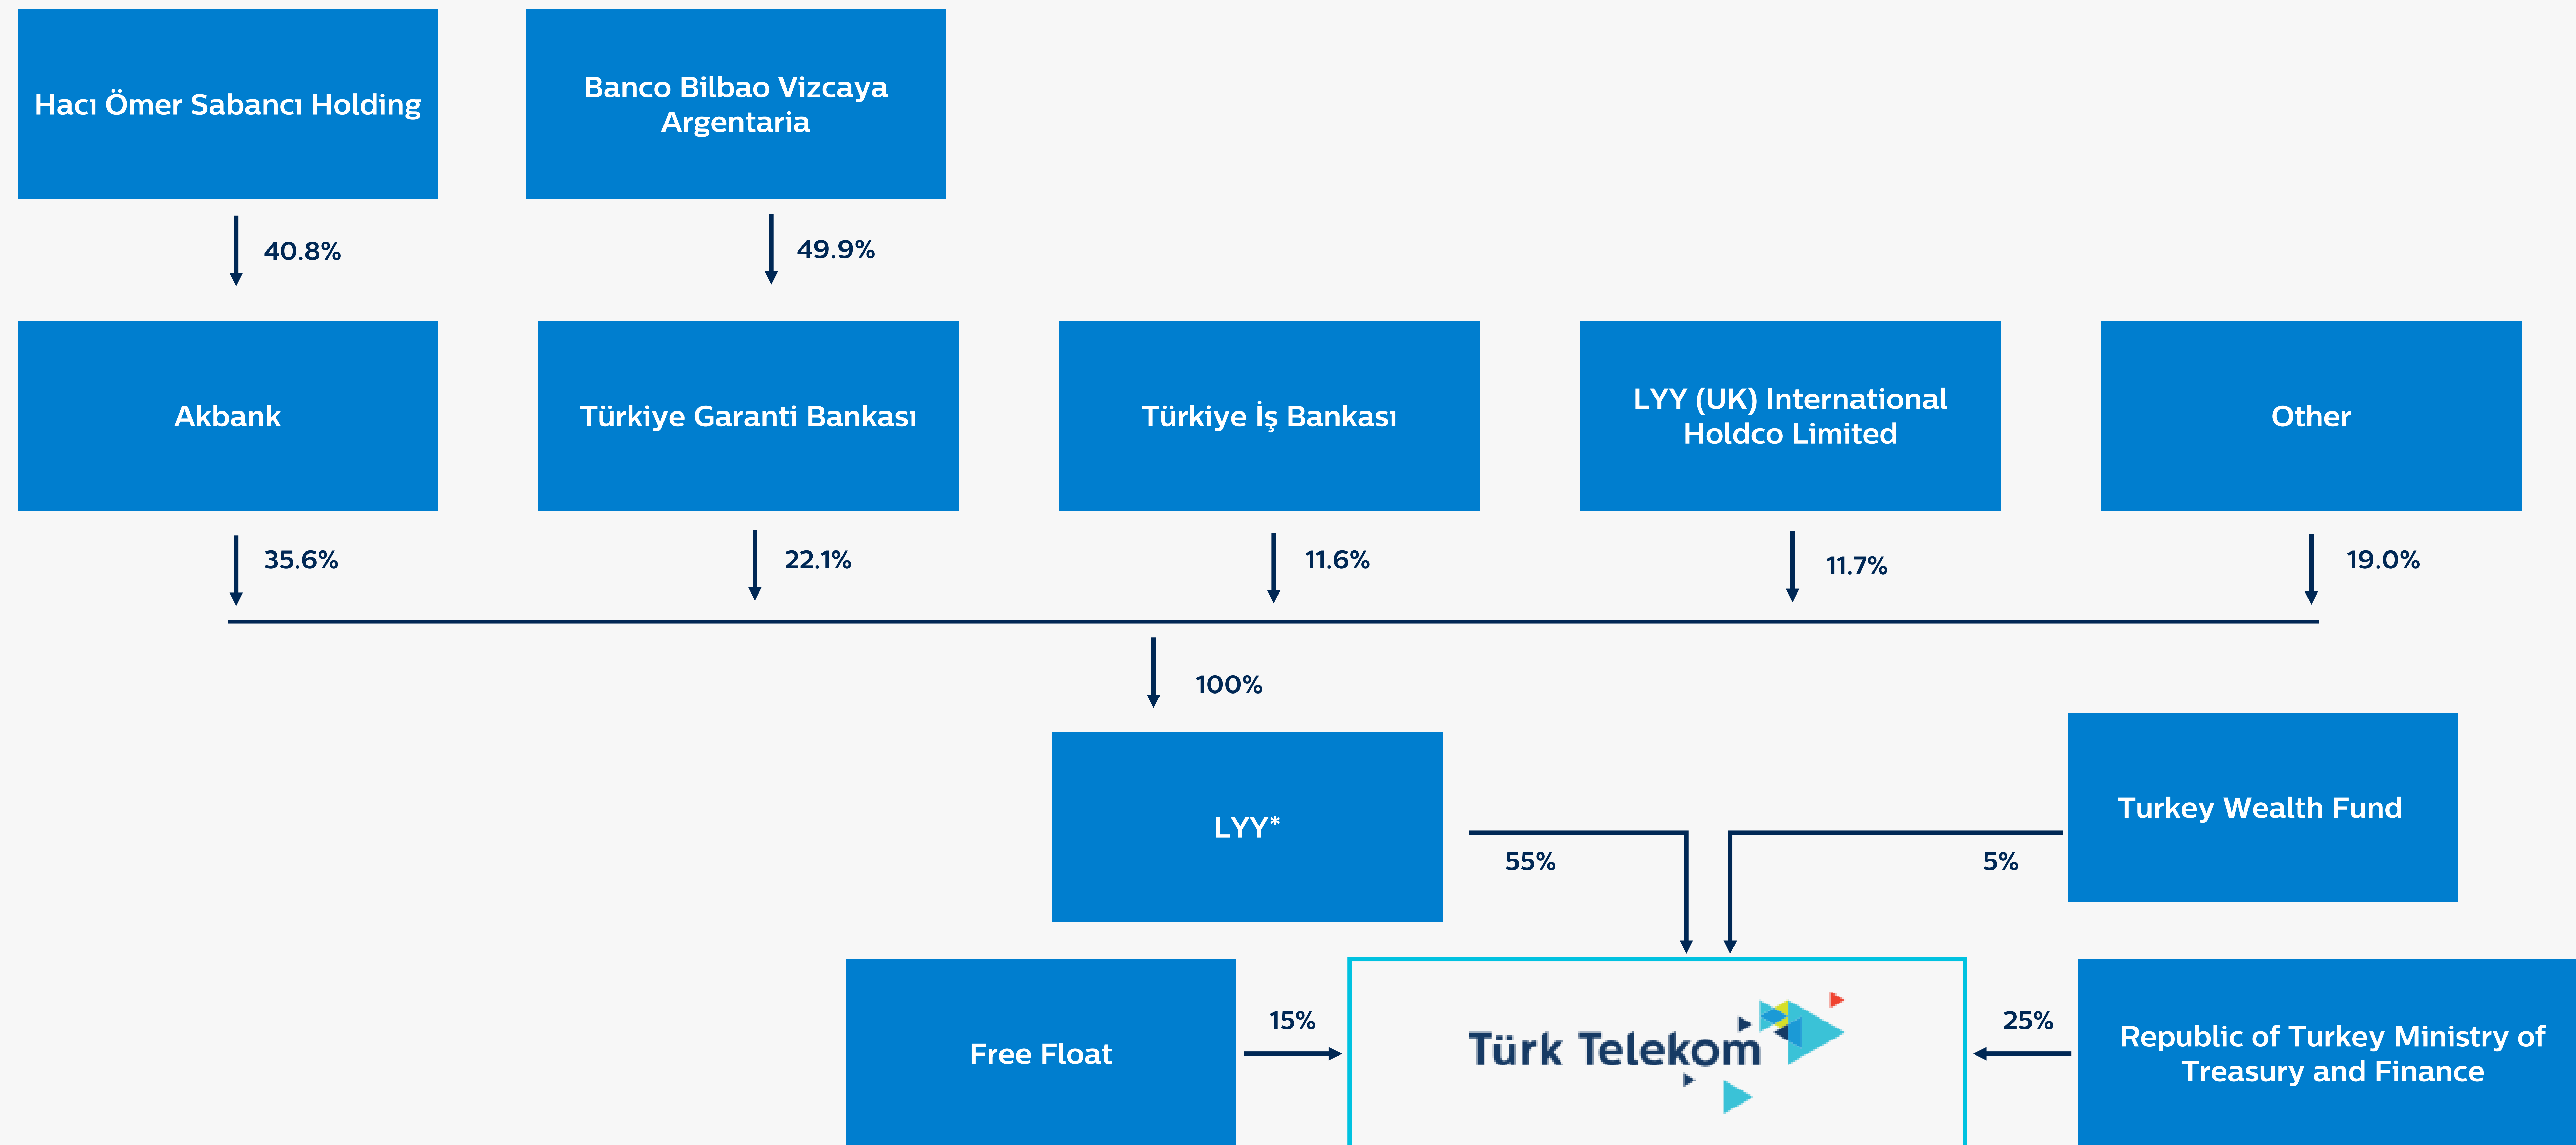 Hacı Ömer Sabancı Holding
Banco Bilbao Vizcaya
Argentaria
40.8%
49.9%
Akbank
Türkiye Garanti Bankası
Türkiye İş Bankası
LYY (UK) International
Holdco Limited
Other
35.6%
22.1%
11.6%
11.7%
19.0%
100%
LYY*
Turkey Wealth Fund
55%
5%
Free Float
15%
Türk Telekom
25%
Republic of Turkey Ministry of
Treasury and Finance